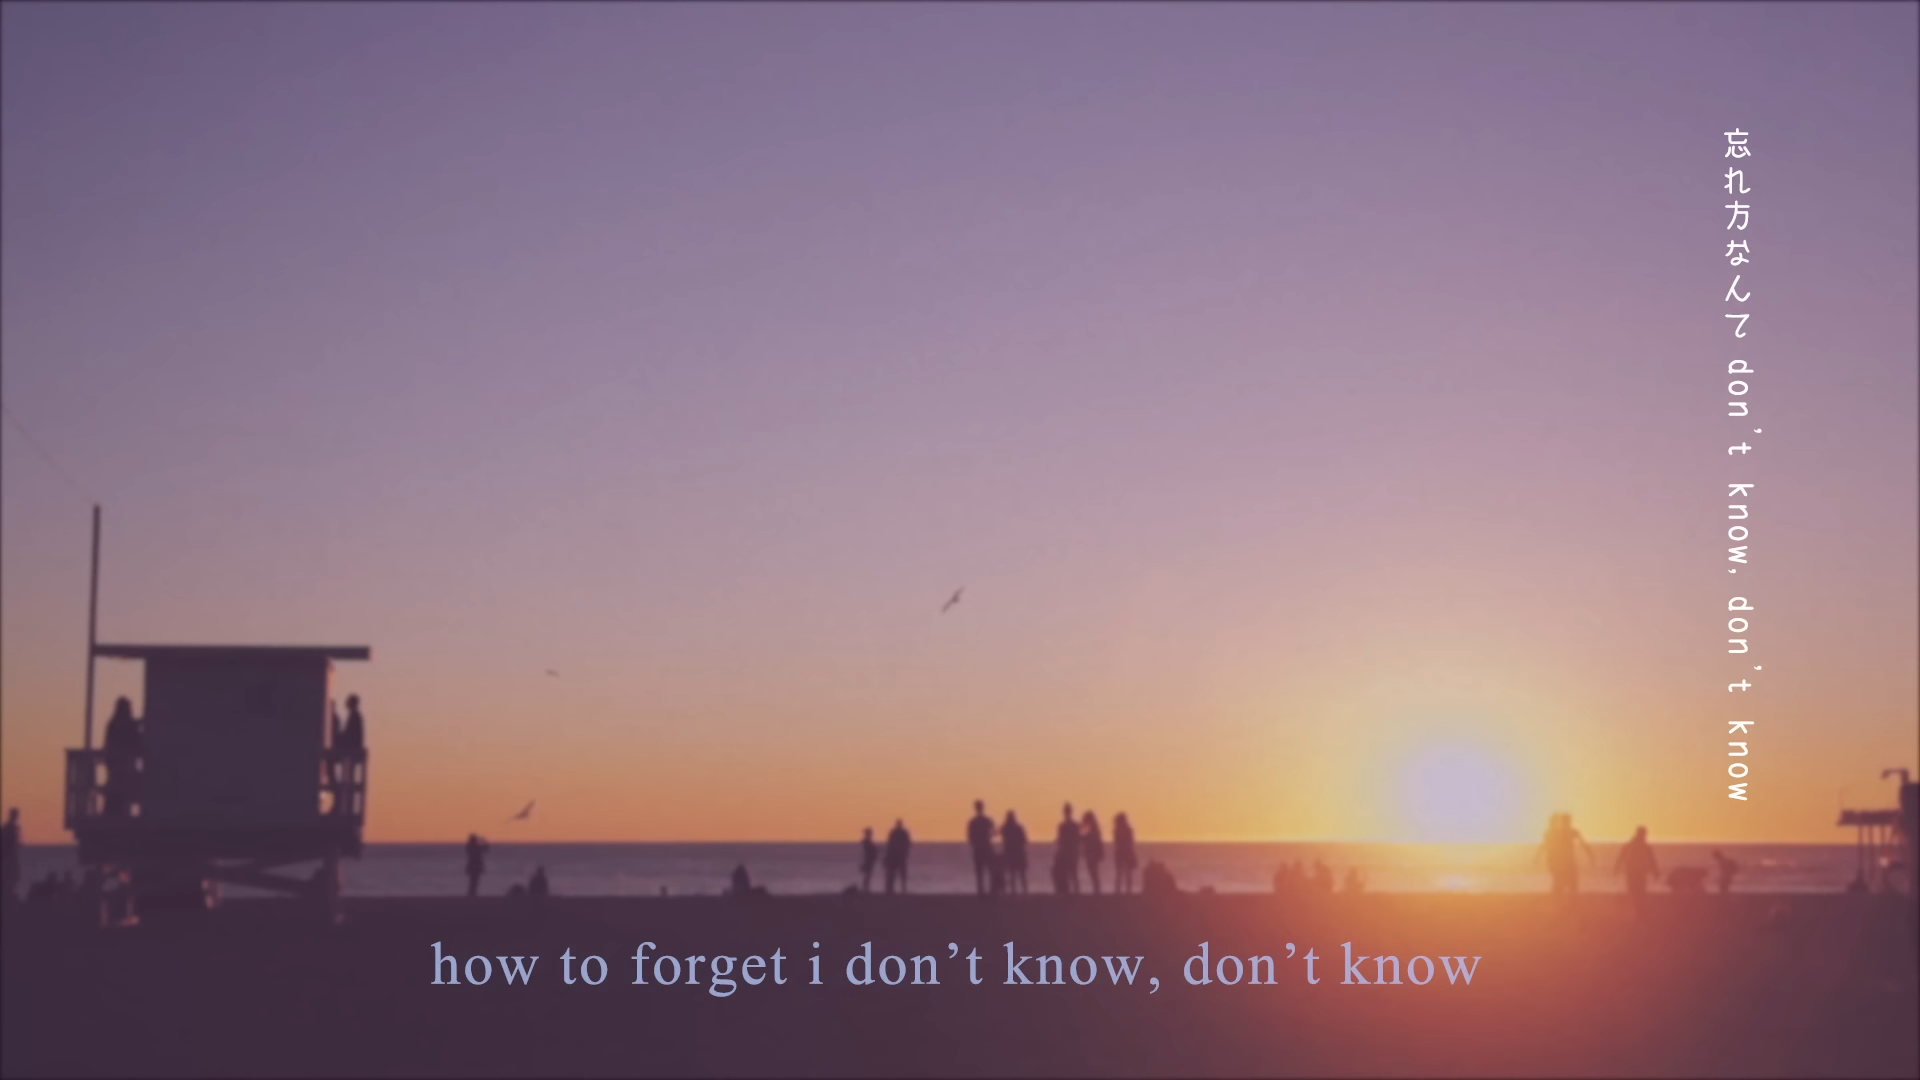 忘れ方なんて don’t know, don’t know
how to forget i don’t know, don’t know